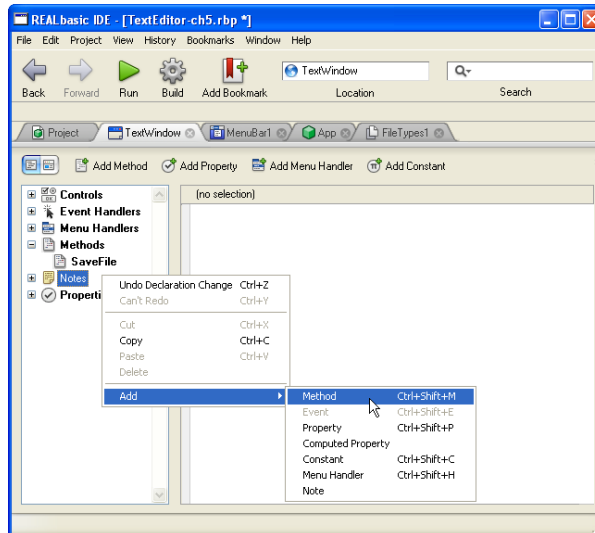 REALbasic IDE - [TextEditor-ch5.rbp *]
File Edit Project View History Bookmarks Window Help
TextWindow
Back Forward Run Build Add Bookmark Location Search
Project TextWindow MenuBar1 App FileTypes1
Add Method Add Property Add Menu Handler Add Constant
Controls
(no selection)
Event Handlers
Menu Handlers
Methods
SaveFile
Notes
Properti
Undo Declaration Change Ctrl+Z
Can't Redo Ctrl+Y
Cut Ctrl+X
Copy Ctrl+C
Paste Ctrl+V
Delete
Add
Method Ctrl+Shift+M
Event Ctrl+Shift+E
Property Ctrl+Shift+P
Computed Property
Constant Ctrl+Shift+C
Menu Handler Ctrl+Shift+H
Note